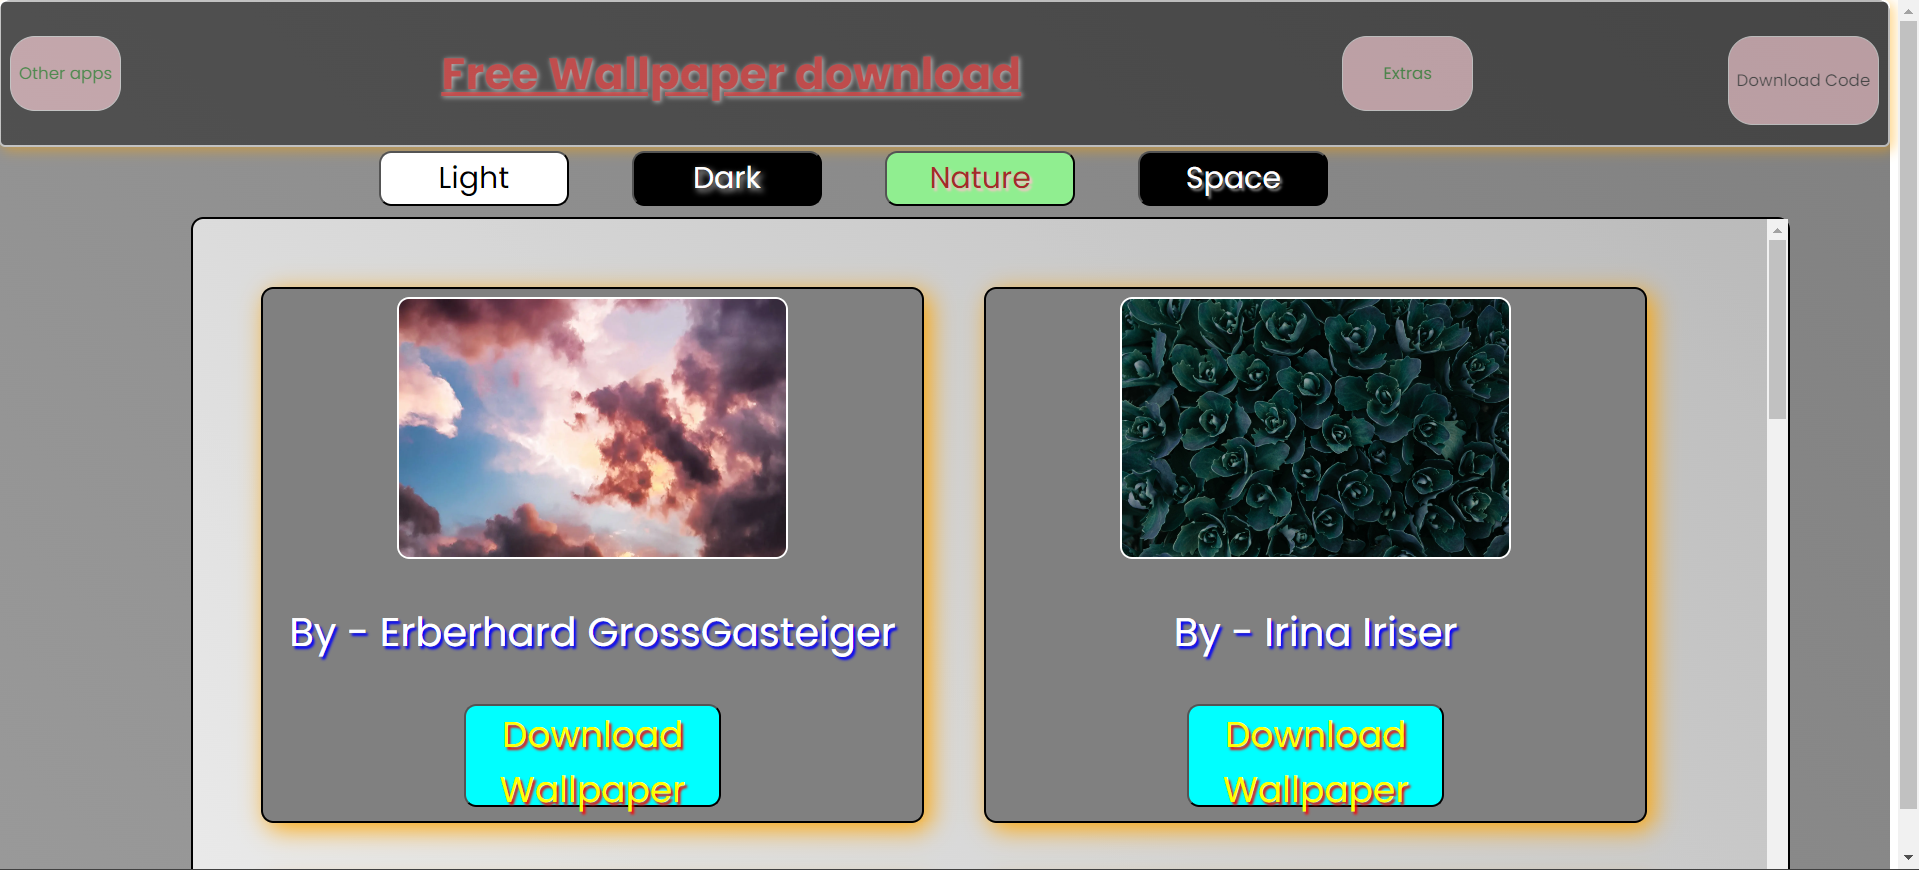 Other apps
Free Wallpaper download
Extras
Download Code
Light
Dark
Nature
Space
By - Erberhard GrossGasteiger
By - Irina Iriser
Download
Wallpaper
Download
Wallpaper